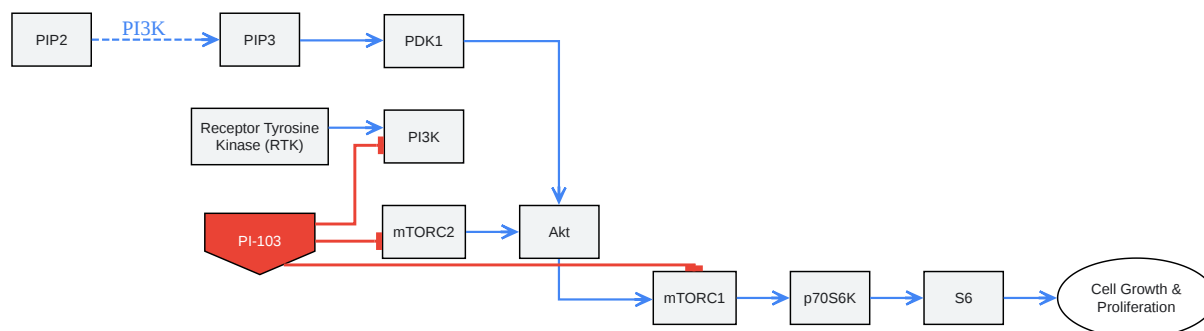 PIP2
PI3K
PIP3
PDK1
Receptor Tyrosine
Kinase (RTK)
PI3K
PI-103
mTORC2
Akt
mTORC1
p70S6K
S6
Cell Growth &
Proliferation